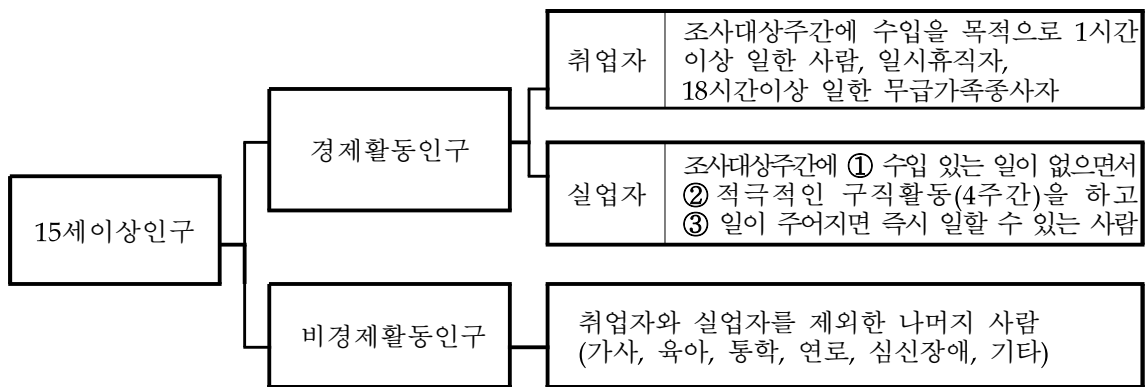 15세이상인구
경제활동인구
취업자
조사대상주간에 수입을 목적으로 1시간
이상 일한 사람, 일시휴직자,
18시간이상 일한 무급가족종사자
실업자
조사대상주간에 ① 수입 있는 일이 없으면서
② 적극적인 구직활동(4주간)을 하고
③ 일이 주어지면 즉시 일할 수 있는 사람
비경제활동인구
취업자와 실업자를 제외한 나머지 사람
(가사, 육아, 통학, 연로, 심신장애, 기타)